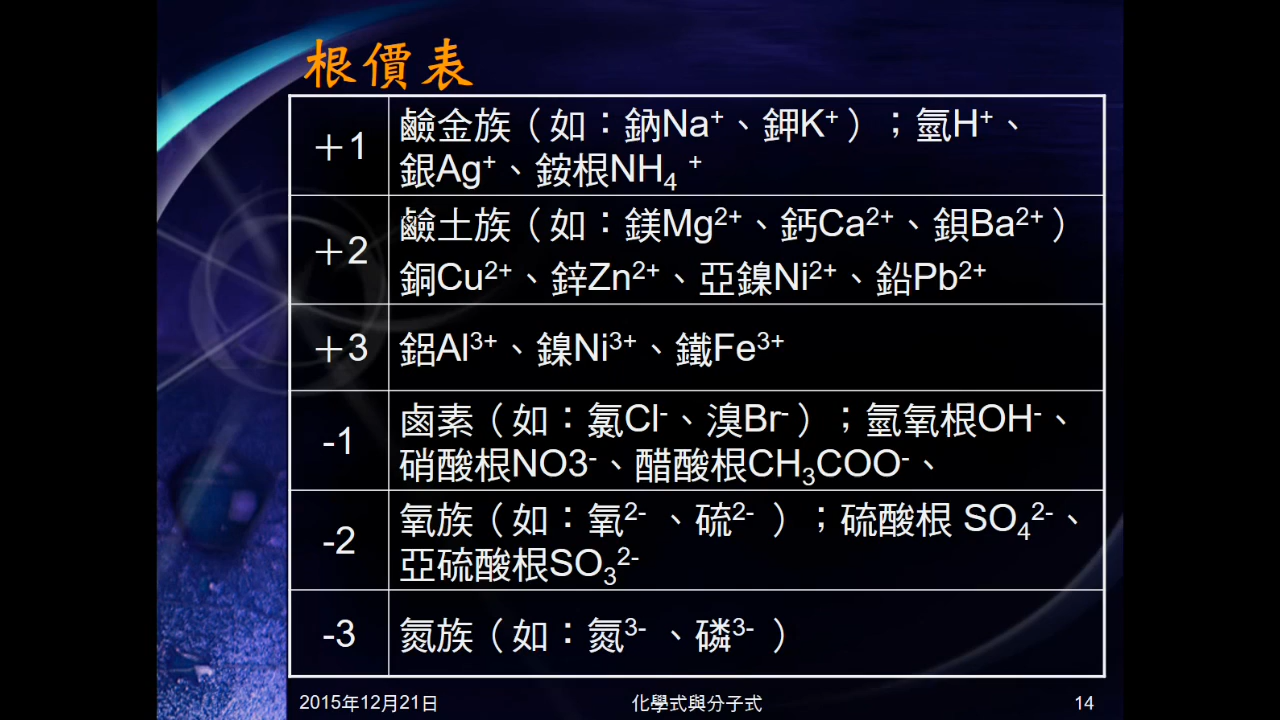 根價表
＋1
鹼金族（如：鈉Na⁺、鉀K⁺）；氫H⁺、
銀Ag⁺、銨根NH₄ ⁺
＋2
鹼土族（如：鎂Mg²⁺、鈣Ca²⁺、鋇Ba²⁺）
銅Cu²⁺、鋅Zn²⁺、亞鎳Ni²⁺、鉛Pb²⁺
＋3
鋁Al³⁺、鎳Ni³⁺、鐵Fe³⁺
-1
鹵素（如：氯Cl⁻、溴Br⁻）；氫氧根OH⁻、
硝酸根NO3⁻、醋酸根CH₃COO⁻、
-2
氧族（如：氧²⁻ 、硫²⁻ ）；硫酸根 SO₄²⁻、
亞硫酸根SO₃²⁻
-3
氮族（如：氮³⁻ 、磷³⁻ ）
2015年12月21日
化學式與分子式
14